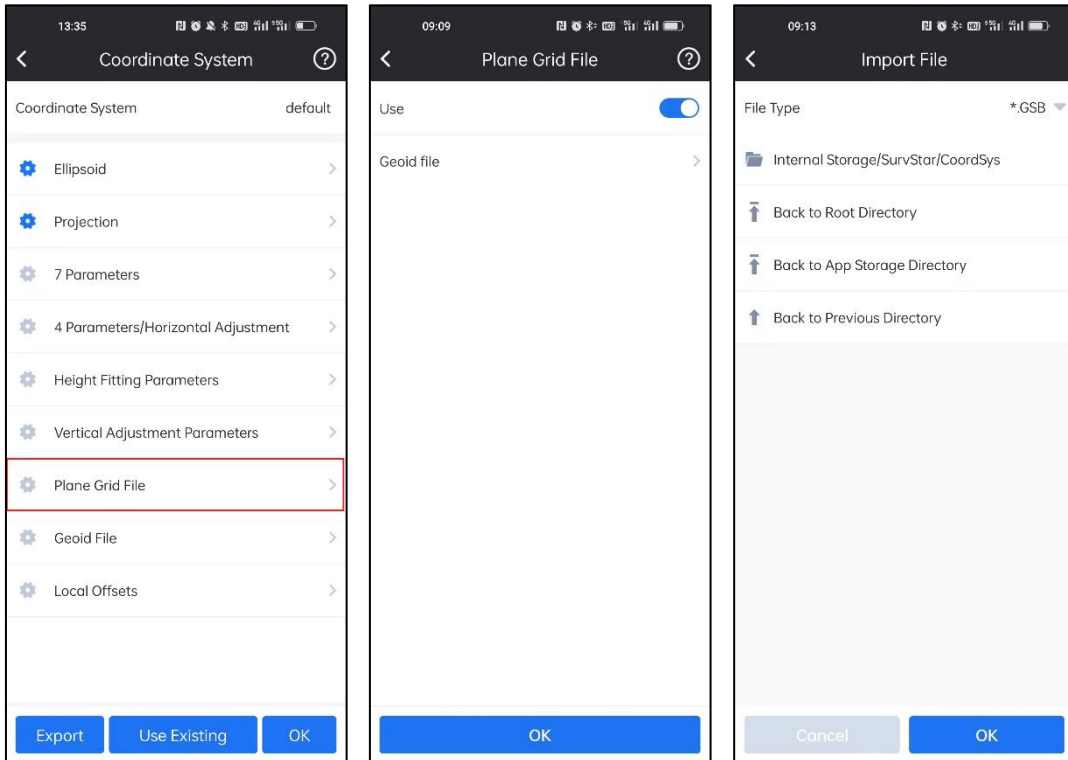 13:35
Coordinate System
Coordinate System default
Ellipsoid
Projection
7 Parameters
4 Parameters/Horizontal Adjustment
Height Fitting Parameters
Vertical Adjustment Parameters
Plane Grid File
Geoid File
Local Offsets
Export Use Existing OK
09:09
Plane Grid File
Use
Geoid file
OK
09:13
Import File
File Type *.GSB
Internal Storage/SurvStar/CoordSys
Back to Root Directory
Back to App Storage Directory
Back to Previous Directory
Cancel OK